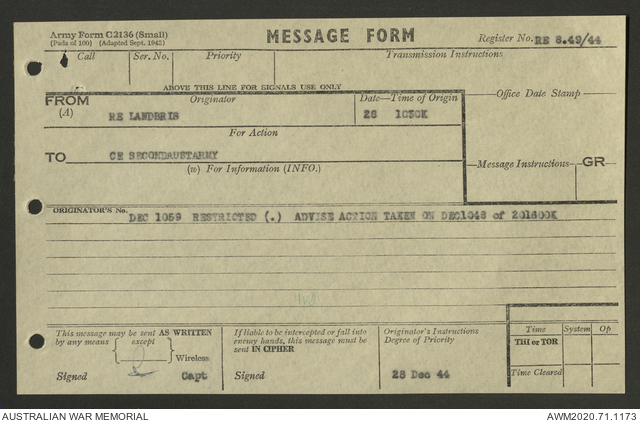 Army Form C2136 (Small)
(Pads of 100) (Adapted Sept. 1942)
MESSAGE FORM
Register No. RE 8.49/44
Call Ser. No. Priority Transmission Instructions
ABOVE THIS LINE FOR SIGNALS USE ONLY
FROM Originator Date—Time of Origin Office Date Stamp
(A) RE LANDBRIS 28 1030K
For Action
TO CE SECONDAUSTARMY
(w) For Information (INFO.) Message Instructions GR
ORIGINATOR'S No. DEC 1059 RESTRICTED (.) ADVISE ACTION TAKEN ON DEC1048 of 201600K
This message may be sent AS WRITTEN
by any means except
Wireless
Signed Capt
If liable to be intercepted or fall into
enemy hands, this message must be
sent IN CIPHER
Signed
Originator's Instructions
Degree of Priority
28 Dec 44
Time System Op
THI or TOR
Time Cleared
AUSTRALIAN WAR MEMORIAL AWM2020.71.1173